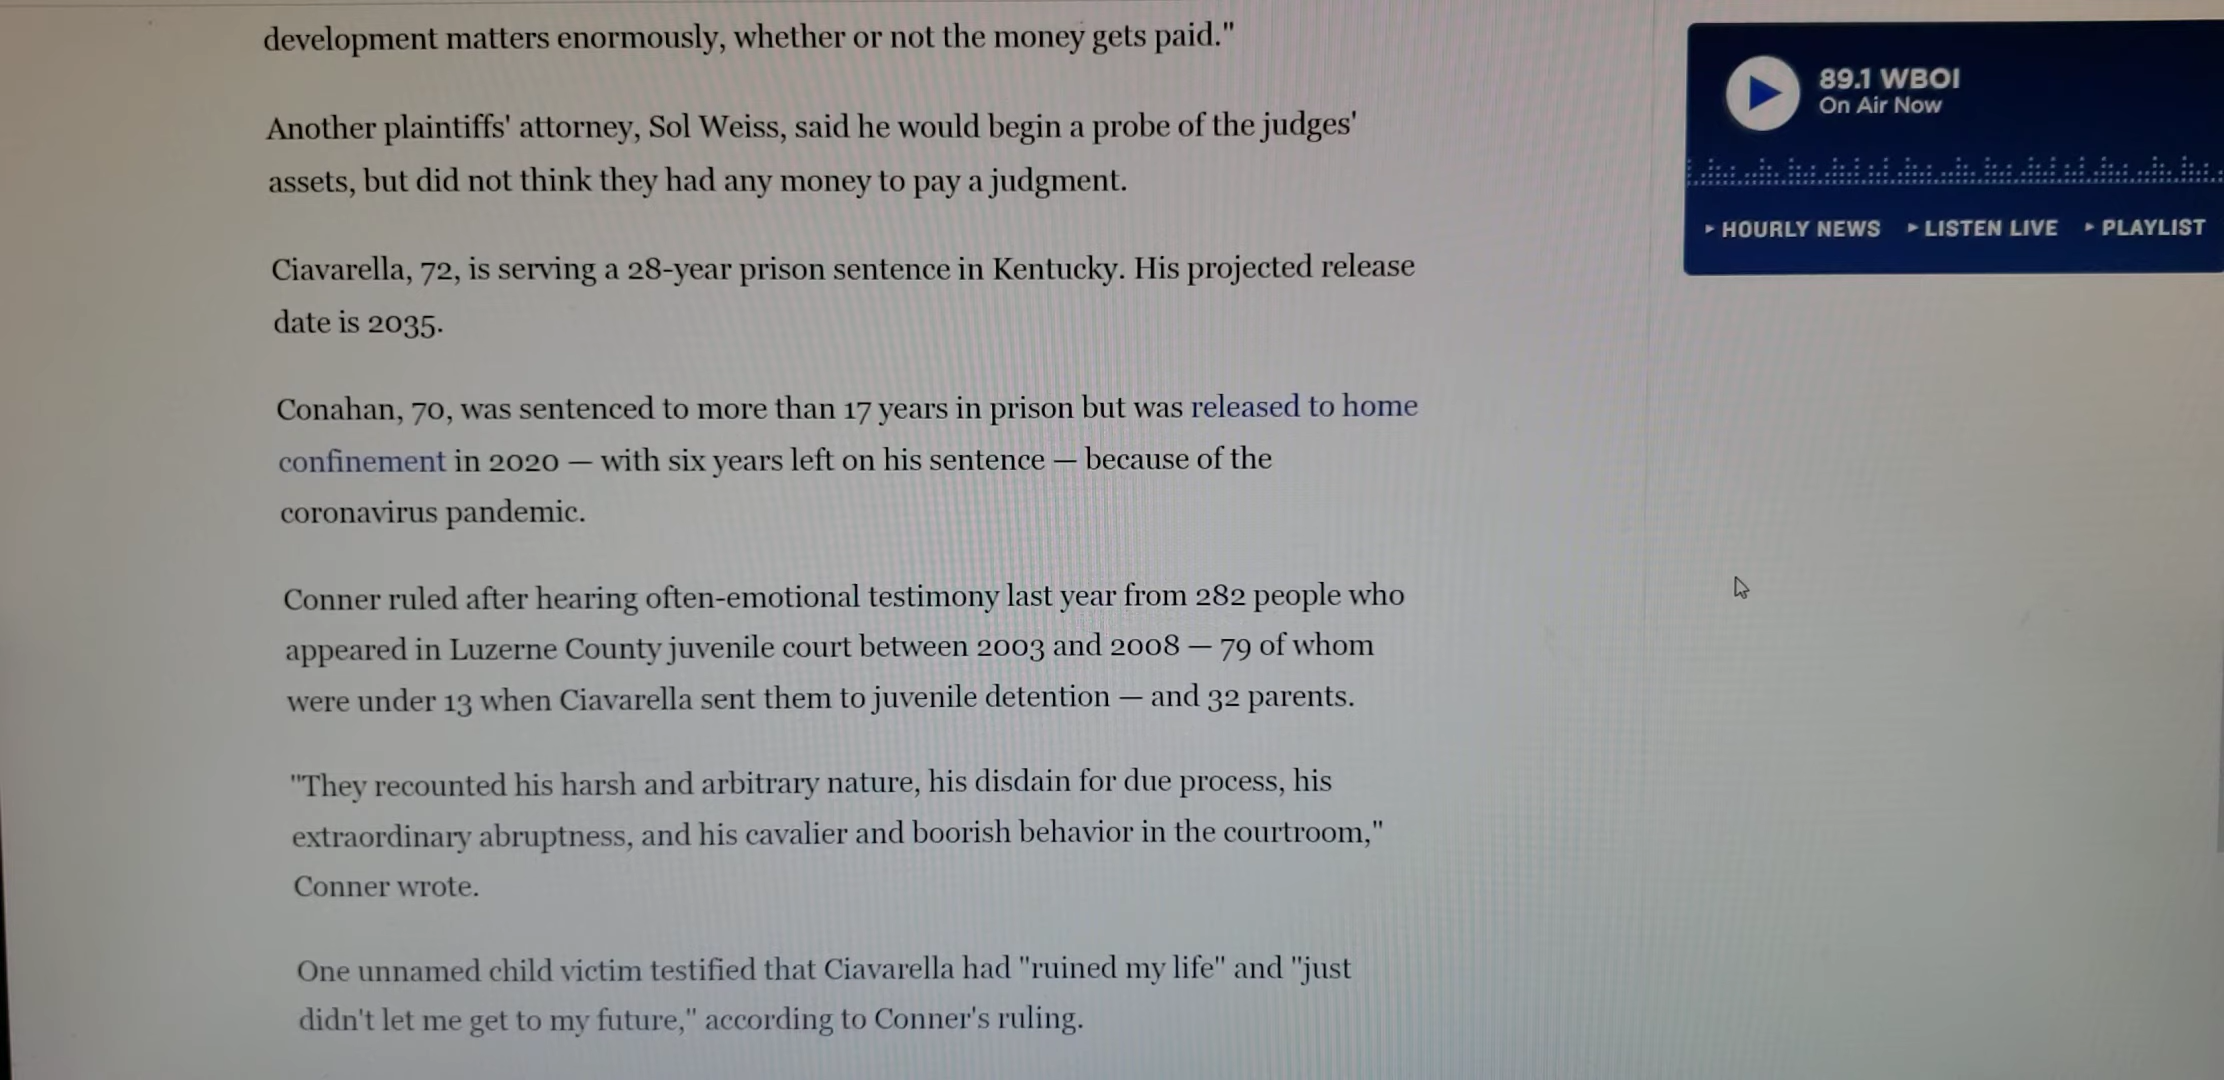 development matters enormously, whether or not the money gets paid."
Another plaintiffs' attorney, Sol Weiss, said he would begin a probe of the judges'
assets, but did not think they had any money to pay a judgment.
Ciavarella, 72, is serving a 28-year prison sentence in Kentucky. His projected release
date is 2035.
Conahan, 70, was sentenced to more than 17 years in prison but was released to home
confinement in 2020 — with six years left on his sentence — because of the
coronavirus pandemic.
Conner ruled after hearing often-emotional testimony last year from 282 people who
appeared in Luzerne County juvenile court between 2003 and 2008 — 79 of whom
were under 13 when Ciavarella sent them to juvenile detention — and 32 parents.
"They recounted his harsh and arbitrary nature, his disdain for due process, his
extraordinary abruptness, and his cavalier and boorish behavior in the courtroom,"
Conner wrote.
One unnamed child victim testified that Ciavarella had "ruined my life" and "just
didn't let me get to my future," according to Conner's ruling.
89.1 WBOI
On Air Now
HOURLY NEWS LISTEN LIVE PLAYLIST